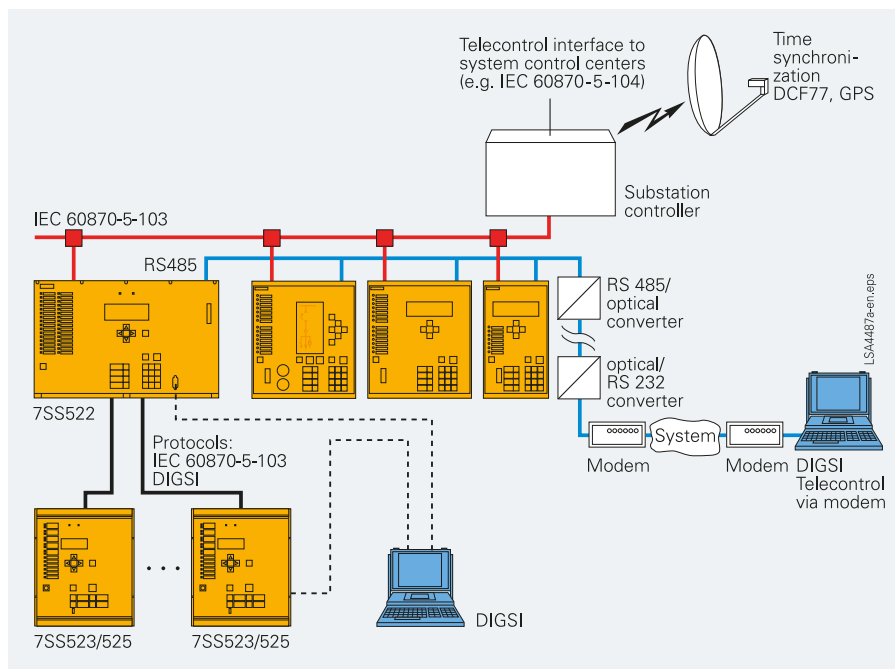 Telecontrol interface to
system control centers
(e.g. IEC 60870-5-104)
Time
synchroni-
zation
DCF77, GPS
Substation
controller
IEC 60870-5-103
RS485
RS 485/
optical
converter
LSA4487a-en.eps
optical/
RS 232
converter
7SS522
Protocols:
IEC 60870-5-103
DIGSI
Modem
System
Modem
DIGSI
Telecontrol
via modem
DIGSI
7SS523/525
7SS523/525